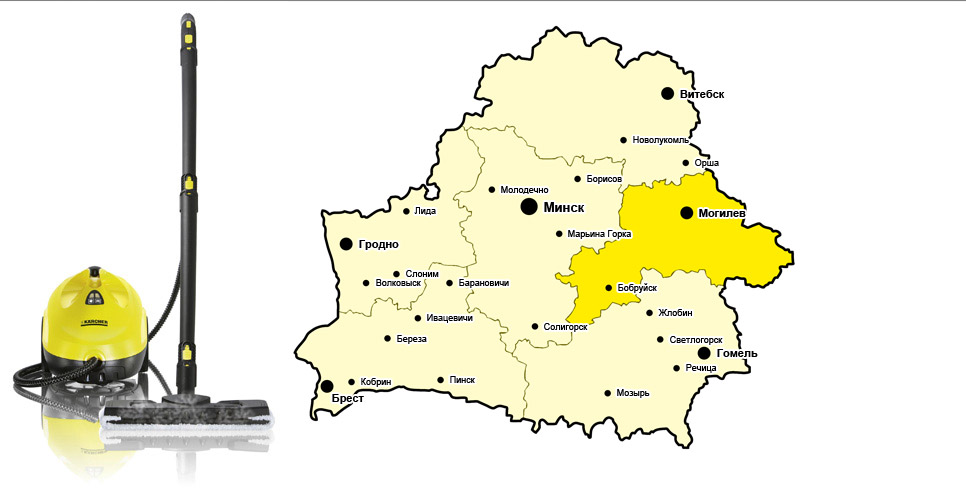 Витебск
Новолукомль
Орша
Борисов
Молодечно
Минск
Могилев
Лида
Марьина Горка
Гродно
Слоним
Волковыск
Барановичи
Бобруйск
Жлобин
Ивацевичи
Солигорск
KARCHER
Береза
Светлогорск
Гомель
Речица
Кобрин
Пинск
Брест
Мозырь